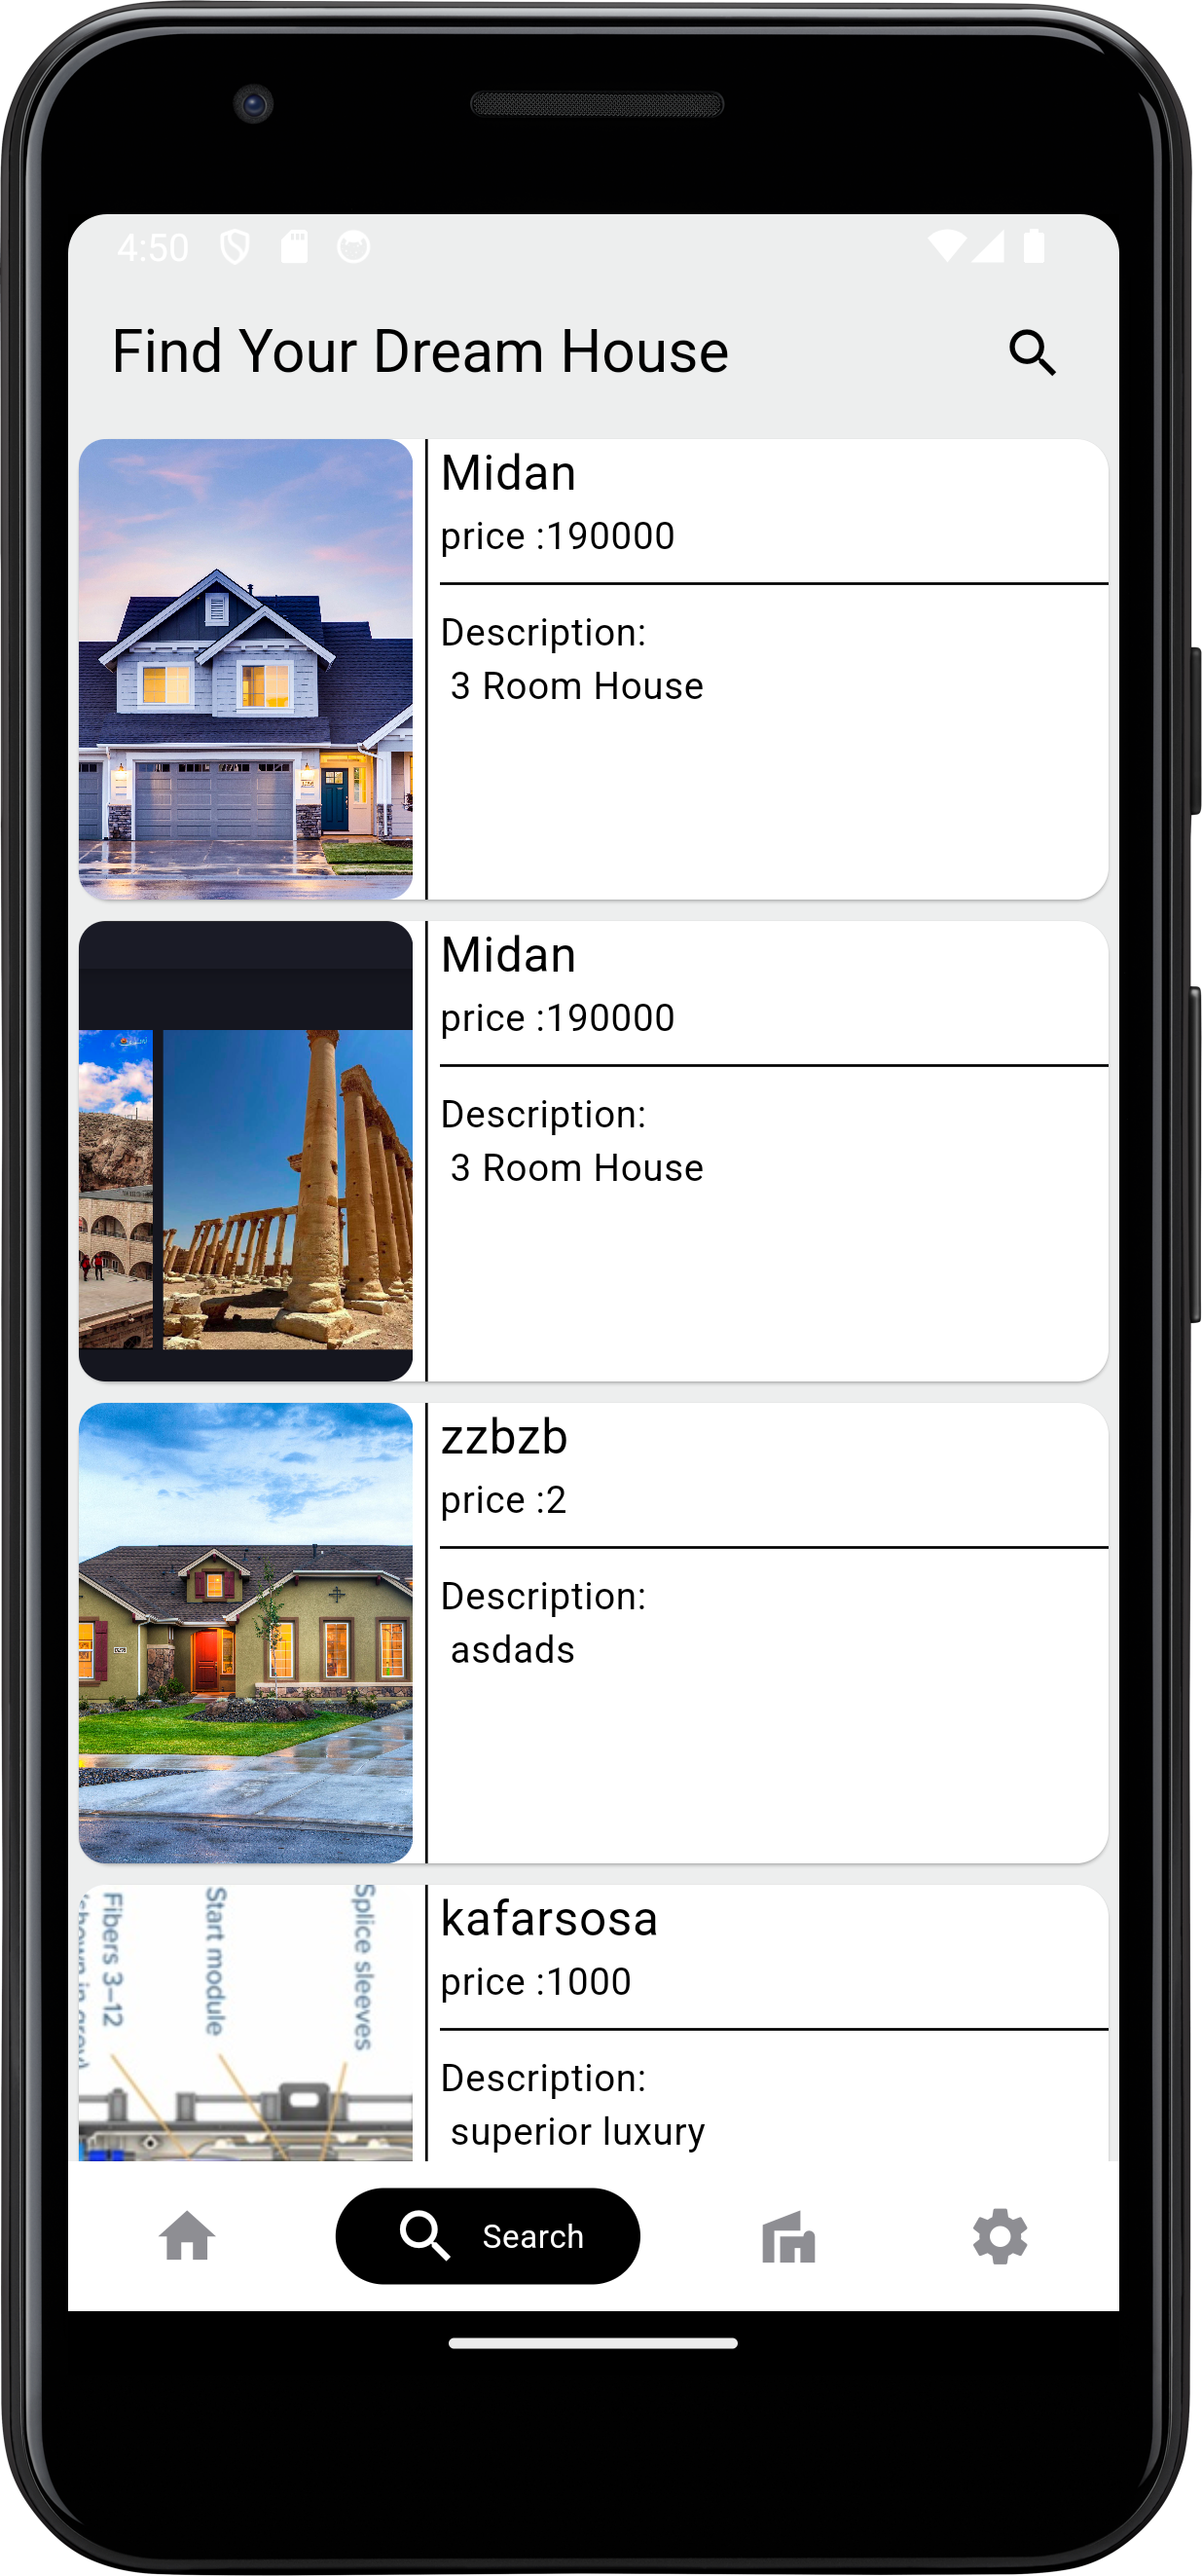 4:50
Find Your Dream House
Midan
price :190000
Description:
3 Room House
Midan
price :190000
Description:
3 Room House
zzbzb
price :2
Description:
asdads
Fibers 3–12
Start module
Splice sleeves
kafarsosa
price :1000
Description:
superior luxury
Search